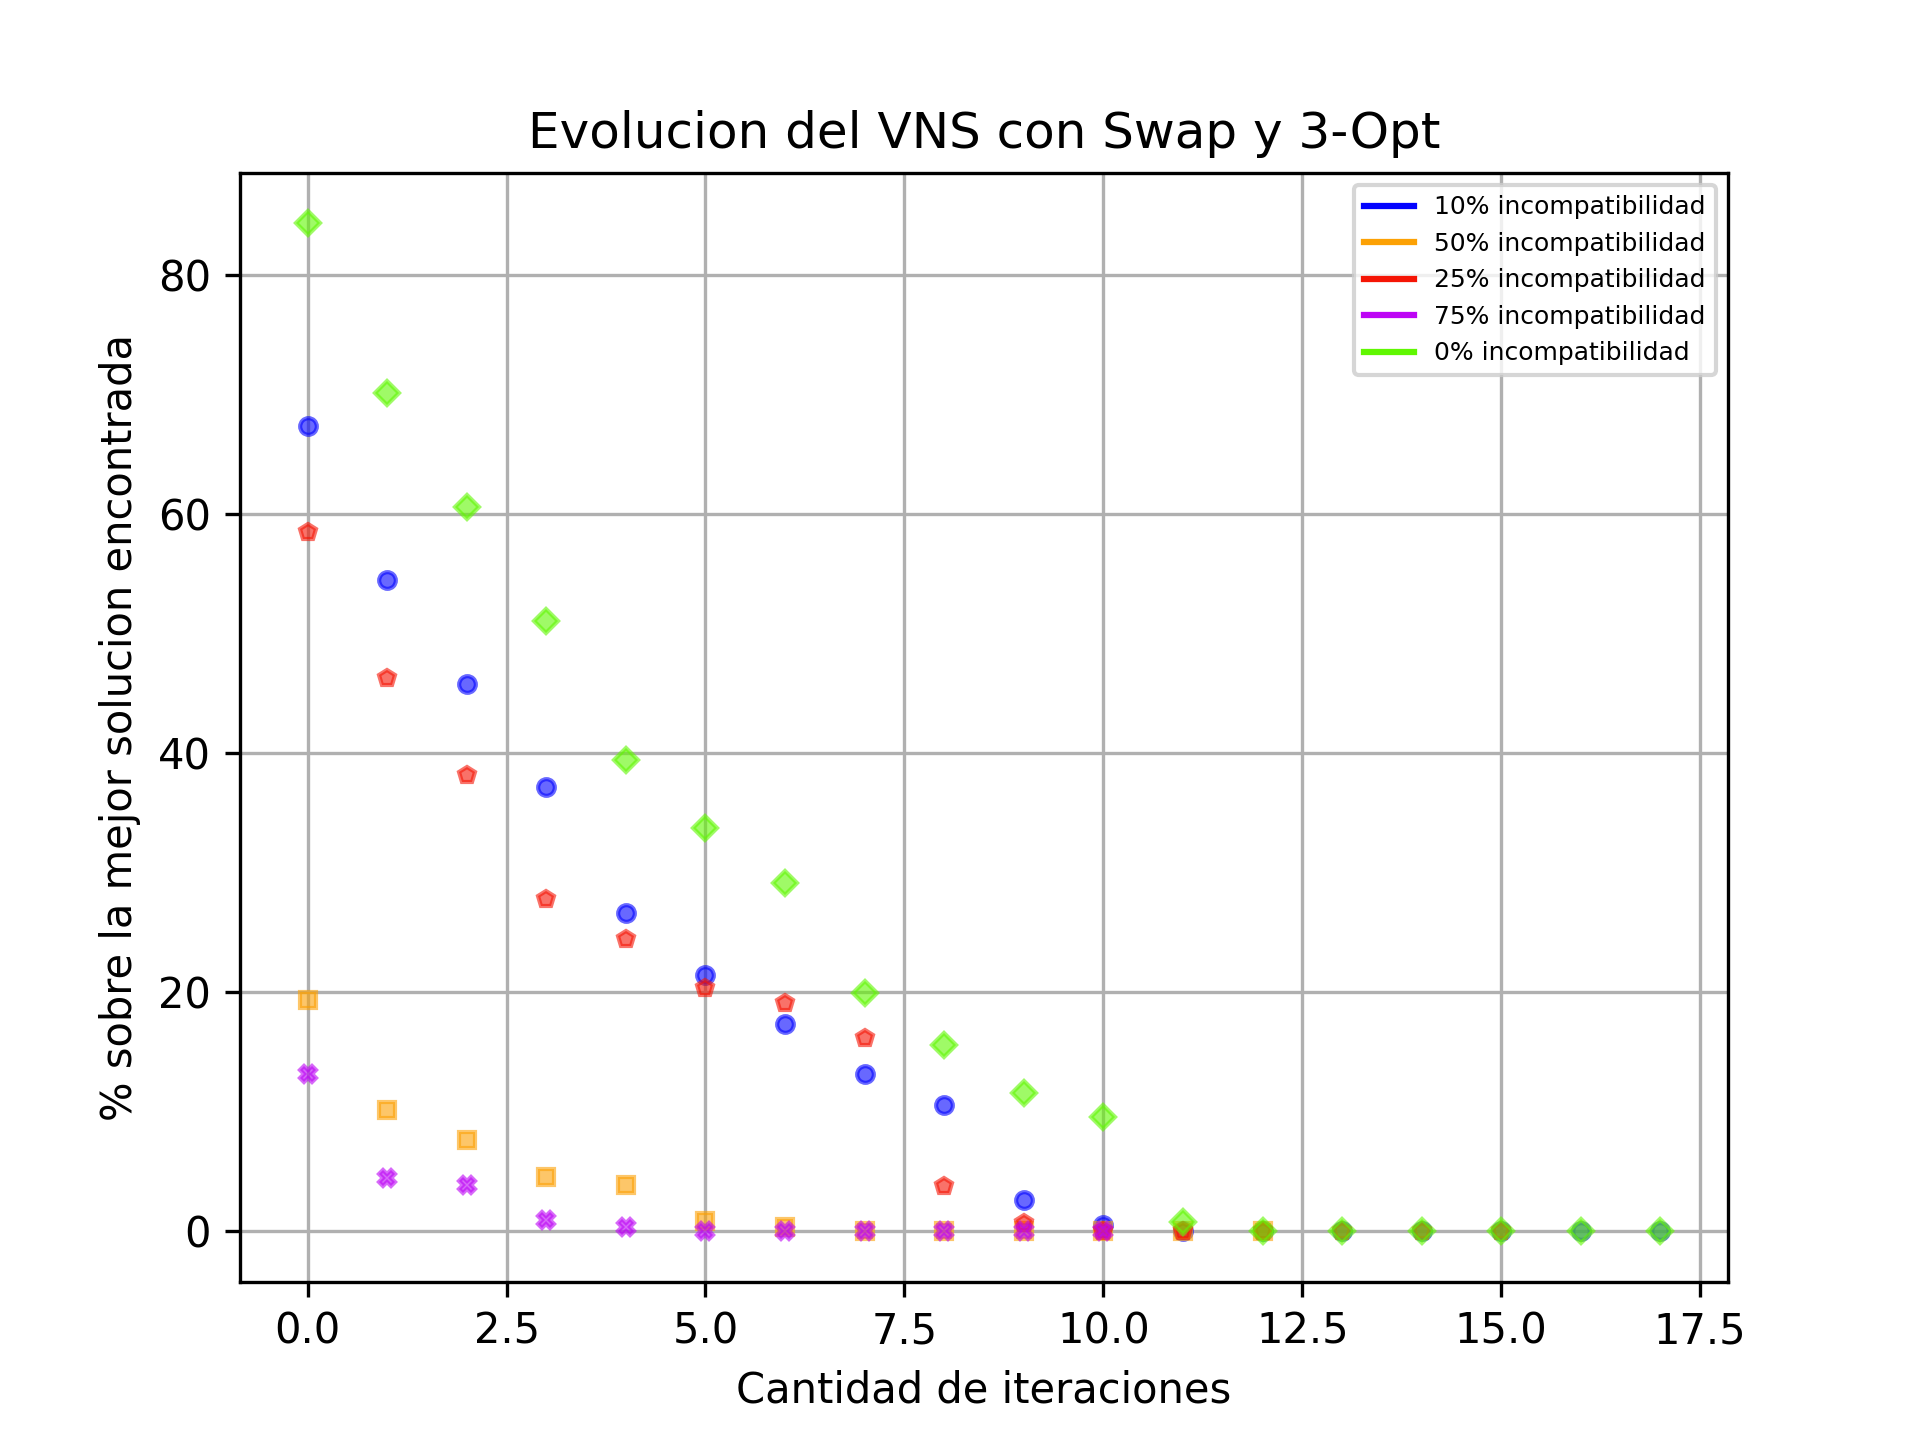 Evolucion del VNS con Swap y 3-Opt
10% incompatibilidad
50% incompatibilidad
25% incompatibilidad
75% incompatibilidad
0% incompatibilidad
% sobre la mejor solucion encontrada
80
60
40
20
0
0.0 2.5 5.0 7.5 10.0 12.5 15.0 17.5
Cantidad de iteraciones